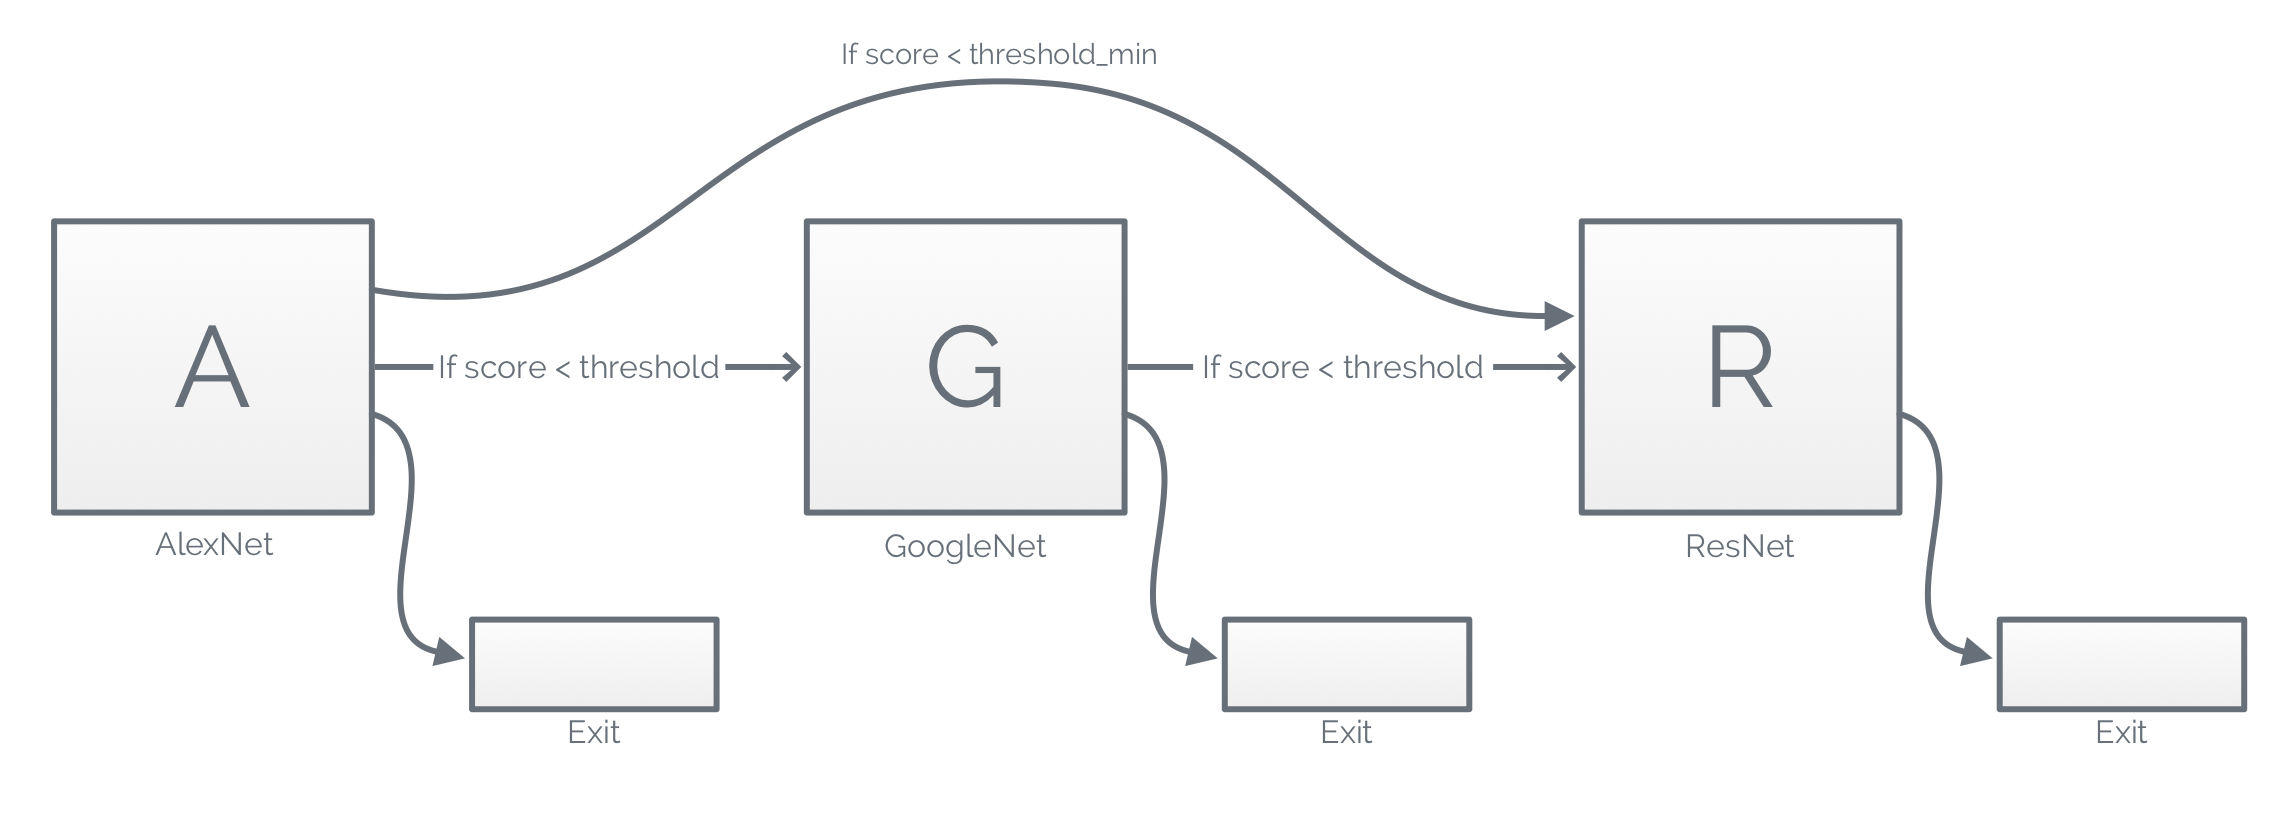 If score < threshold_min
A
If score < threshold
G
If score < threshold
R
AlexNet
GoogleNet
ResNet
Exit
Exit
Exit